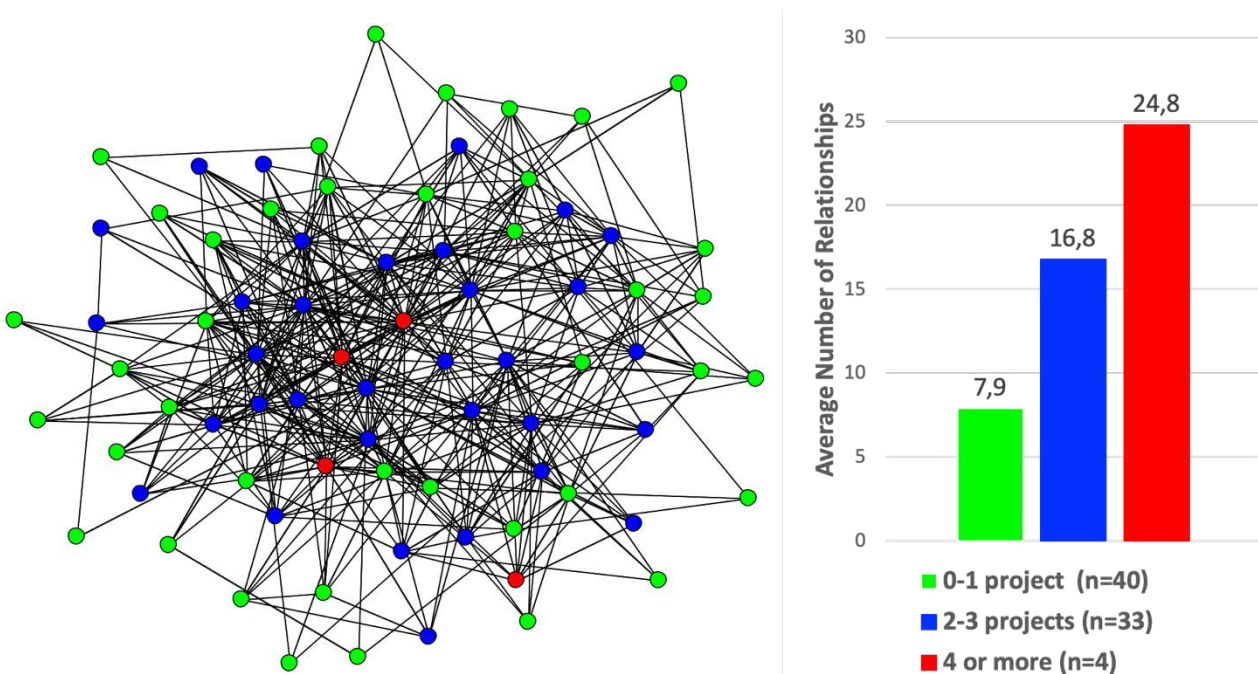 30
25
20
15
10
5
0
Average Number of Relationships
7,9
16,8
24,8
0-1 project (n=40)
2-3 projects (n=33)
4 or more (n=4)